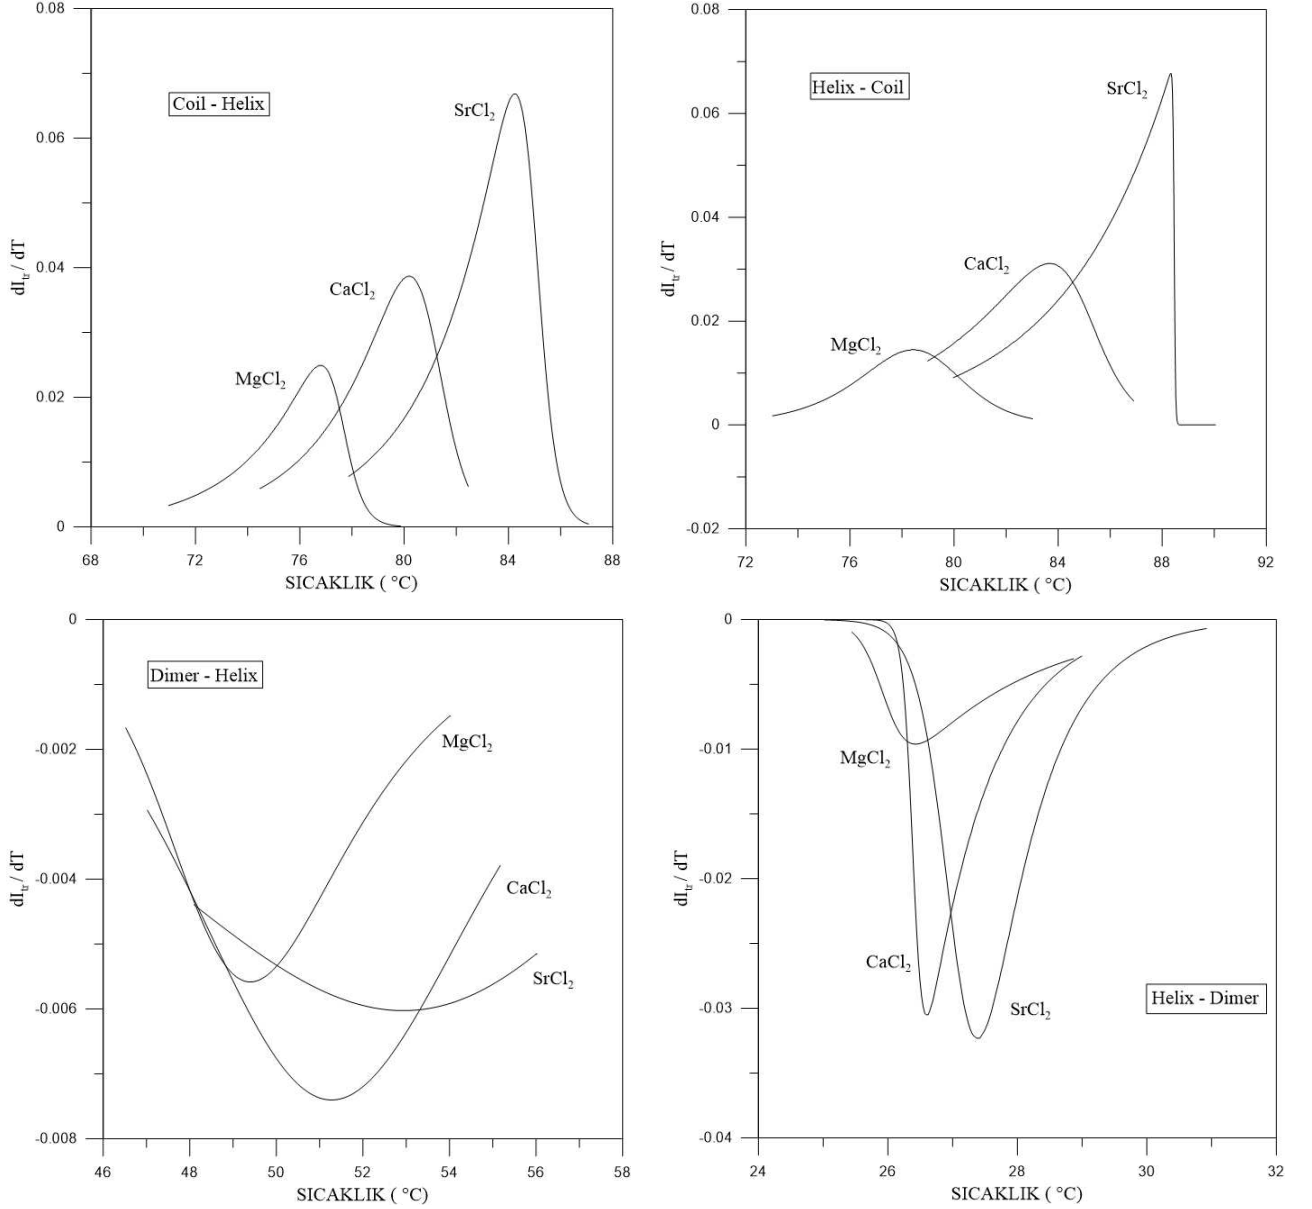 0.08
0.06
0.04
0.02
0
dI_tr / dT
Coil - Helix
SrCl₂
CaCl₂
MgCl₂
68 72 76 80 84 88
SICAKLIK ( °C)
0.08
0.06
0.04
0.02
0
-0.02
dI_tr / dT
Helix - Coil
SrCl₂
CaCl₂
MgCl₂
72 76 80 84 88 92
SICAKLIK ( °C)
0
-0.002
-0.004
-0.006
-0.008
dI_tr / dT
Dimer - Helix
MgCl₂
CaCl₂
SrCl₂
46 48 50 52 54 56 58
SICAKLIK ( °C)
0
-0.01
-0.02
-0.03
-0.04
dI_tr / dT
MgCl₂
CaCl₂
SrCl₂
Helix - Dimer
24 26 28 30 32
SICAKLIK ( °C)